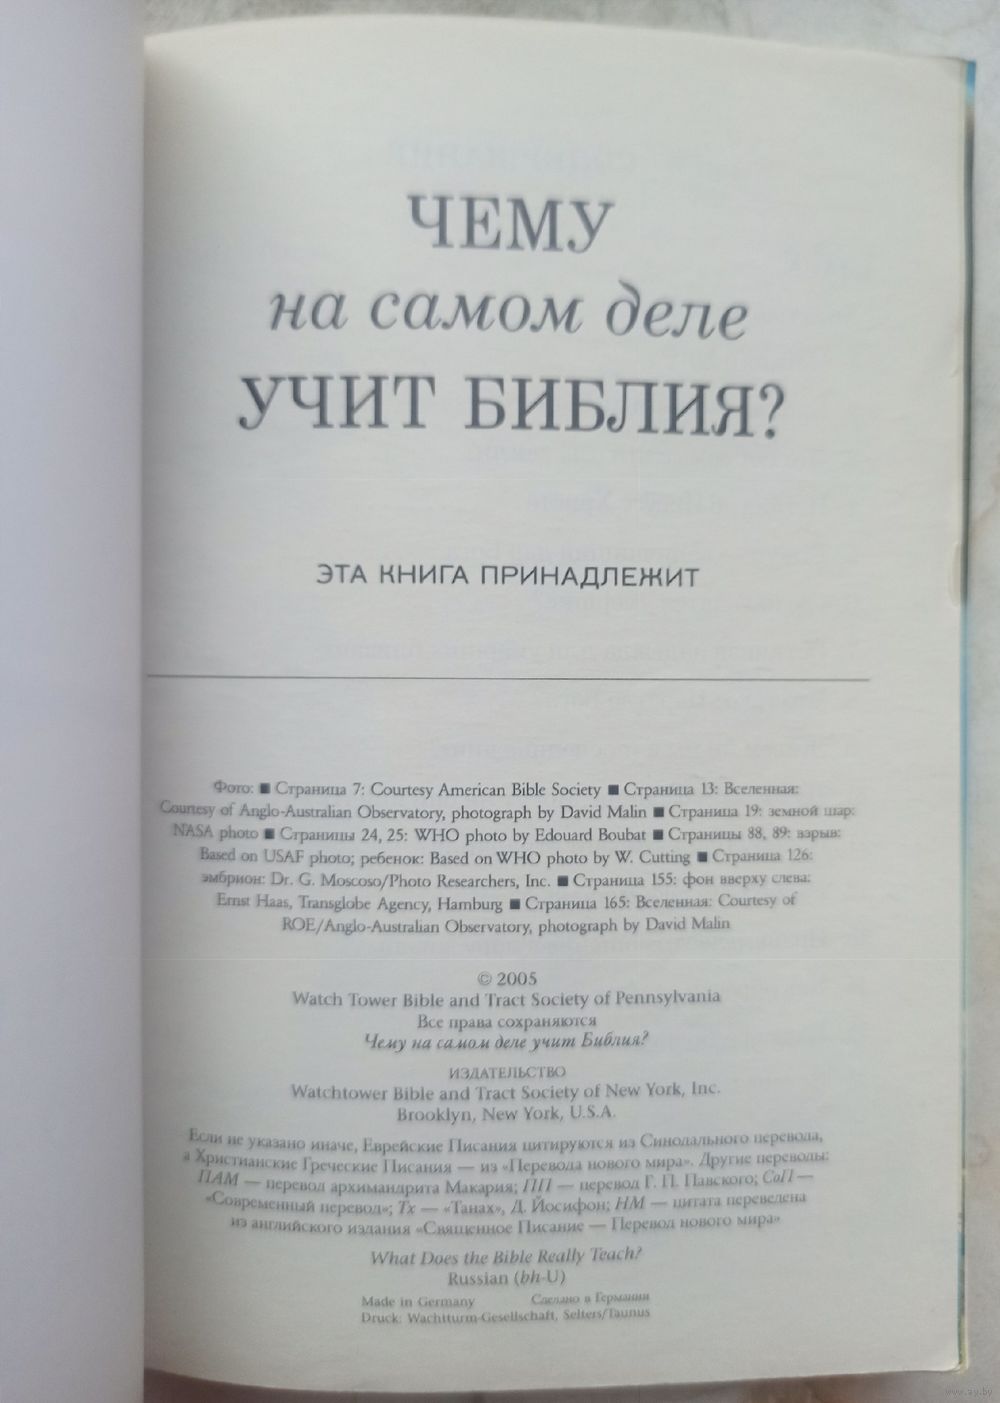 ЧЕМУ
на самом деле
УЧИТ БИБЛИЯ?
ЭТА КНИГА ПРИНАДЛЕЖИТ
Фото: ■ Страница 7: Courtesy American Bible Society ■ Страница 13: Вселенная:
Courtesy of Anglo-Australian Observatory, photograph by David Malin ■ Страница 19: земной шар:
NASA photo ■ Страницы 24, 25: WHO photo by Edouard Boubat ■ Страницы 88, 89: взрыв:
Based on USAF photo; ребенок: Based on WHO photo by W. Cutting ■ Страница 126:
эмбрион: Dr. G. Moscoso/Photo Researchers, Inc. ■ Страница 155: фон вверху слева:
Ernst Haas, Transglobe Agency, Hamburg ■ Страница 165: Вселенная: Courtesy of
ROE/Anglo-Australian Observatory, photograph by David Malin
© 2005
Watch Tower Bible and Tract Society of Pennsylvania
Все права сохраняются
Чему на самом деле учит Библия?
ИЗДАТЕЛЬСТВО
Watchtower Bible and Tract Society of New York, Inc.
Brooklyn, New York, U.S.A.
Если не указано иначе, Еврейские Писания цитируются из Синодального перевода,
а Христианские Греческие Писания — из «Перевода нового мира». Другие переводы:
ПАМ — перевод архимандрита Макария; ПП — перевод Г. П. Павского; СоП —
«Современный перевод»; Тх — «Танах», Д. Йосифон; НМ — цитата переведена
из английского издания «Священное Писание — Перевод нового мира»
What Does the Bible Really Teach?
Russian (bh-U)
Made in Germany Сделано в Германии
Druck: Wachtturm-Gesellschaft, Selters/Taunus
www.ay.by